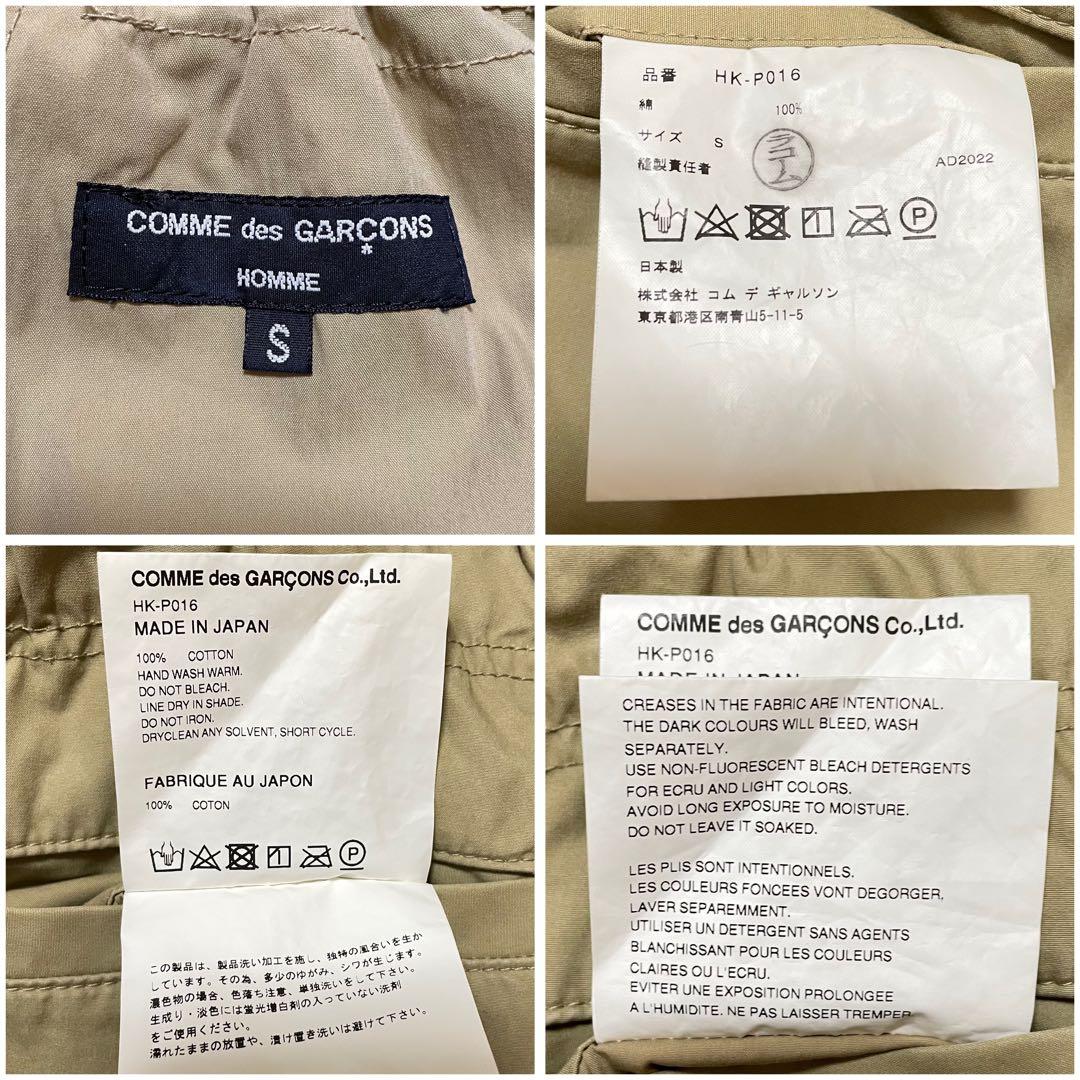 COMME des GARÇONS
HOMME
S
品番 HK-P016
綿 100%
サイズ S
縫製責任者 ラコーム AD2022
日本製
株式会社 コム デ ギャルソン
東京都港区南青山5-11-5
COMME des GARÇONS Co.,Ltd.
HK-P016
MADE IN JAPAN
100% COTTON
HAND WASH WARM.
DO NOT BLEACH.
LINE DRY IN SHADE.
DO NOT IRON.
DRYCLEAN ANY SOLVENT, SHORT CYCLE.
FABRIQUE AU JAPON
100% COTON
P
この製品は、製品洗い加工を施し、独特の風合いを生か
しています。その為、多少のゆがみ、シワが生じます。
濃色物の場合、色落ち注意、単独洗いをして下さい。
生成り・淡色には蛍光増白剤の入っていない洗剤
をご使用ください。
濡れたままの放置や、漬け置き洗いは避けて下さい。
COMME des GARÇONS Co.,Ltd.
HK-P016
MADE IN JAPAN
CREASES IN THE FABRIC ARE INTENTIONAL.
THE DARK COLOURS WILL BLEED, WASH
SEPARATELY.
USE NON-FLUORESCENT BLEACH DETERGENTS
FOR ECRU AND LIGHT COLORS.
AVOID LONG EXPOSURE TO MOISTURE.
DO NOT LEAVE IT SOAKED.
LES PLIS SONT INTENTIONNELS.
LES COULEURS FONCEES VONT DEGORGER,
LAVER SEPAREMMENT.
UTILISER UN DETERGENT SANS AGENTS
BLANCHISSANT POUR LES COULEURS
CLAIRES OU L'ECRU.
EVITER UNE EXPOSITION PROLONGEE
A L'HUMIDITE. NE PAS LAISSER TREMPER